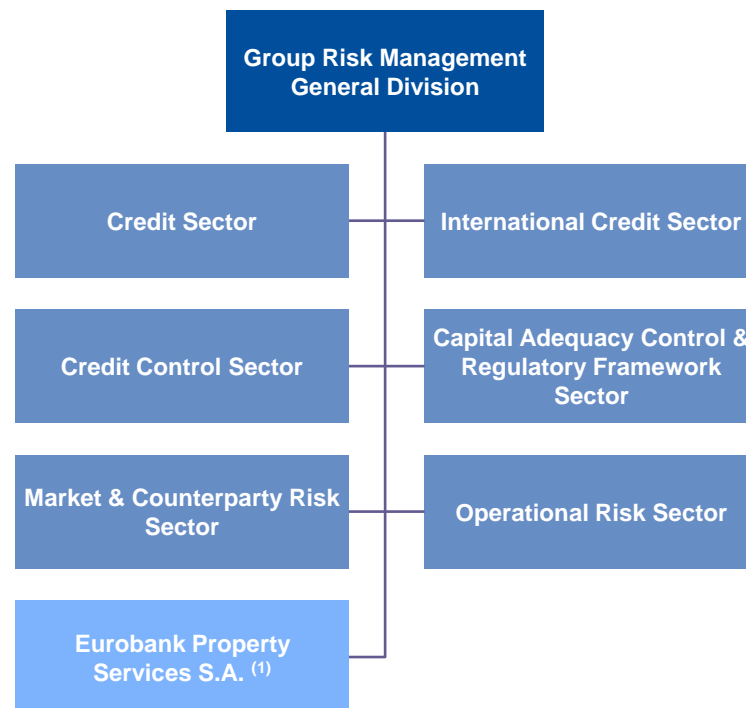 Group Risk Management
General Division
Credit Sector
International Credit Sector
Credit Control Sector
Capital Adequacy Control &
Regulatory Framework
Sector
Market & Counterparty Risk
Sector
Operational Risk Sector
Eurobank Property
Services S.A. (1)